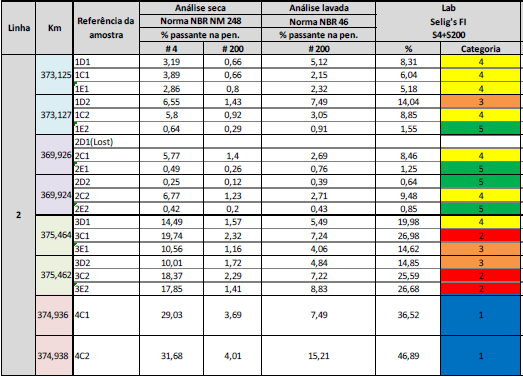 Linha Km Referência da amostra Análise seca Análise lavada Lab
Norma NBR NM 248 Norma NBR 46 Selig's FI
% passante na pen. % passante na pen. S4+S200
# 4 # 200 # 200 % Categoria
2 373,125 1D1 3,19 0,66 5,12 8,31 4
1C1 3,89 0,66 2,15 6,04 4
1E1 2,86 0,8 2,32 5,18 4
373,127 1D2 6,55 1,43 7,49 14,04 3
1C2 5,8 0,92 3,05 8,85 4
1E2 0,64 0,29 0,91 1,55 5
369,926 2D1(Lost)
2C1 5,77 1,4 2,69 8,46 4
2E1 0,49 0,26 0,76 1,25 5
369,924 2D2 0,25 0,12 0,39 0,64 5
2C2 6,77 1,23 2,71 9,48 4
2E2 0,42 0,2 0,43 0,85 5
375,464 3D1 14,49 1,57 5,49 19,98 4
3C1 19,74 2,32 7,24 26,98 2
3E1 10,56 1,16 4,06 14,62 3
375,462 3D2 10,01 1,72 4,84 14,85 3
3C2 18,37 2,29 7,22 25,59 2
3E2 17,85 1,41 8,83 26,68 2
374,936 4C1 29,03 3,69 7,49 36,52 1
374,938 4C2 31,68 4,01 15,21 46,89 1